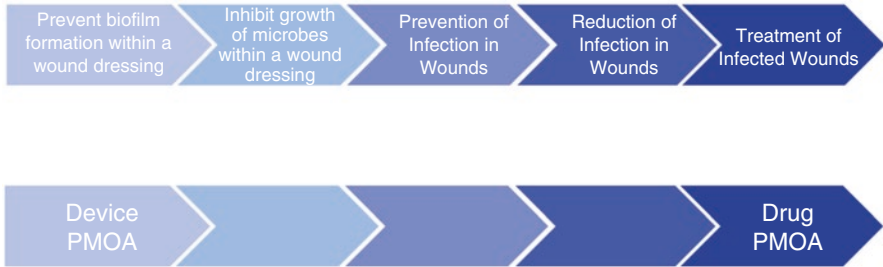 Prevent biofilm
formation within a
wound dressing
Inhibit growth
of microbes
within a wound
dressing
Prevention of
Infection in
Wounds
Reduction of
Infection in
Wounds
Treatment of
Infected Wounds
Device
PMOA
Drug
PMOA